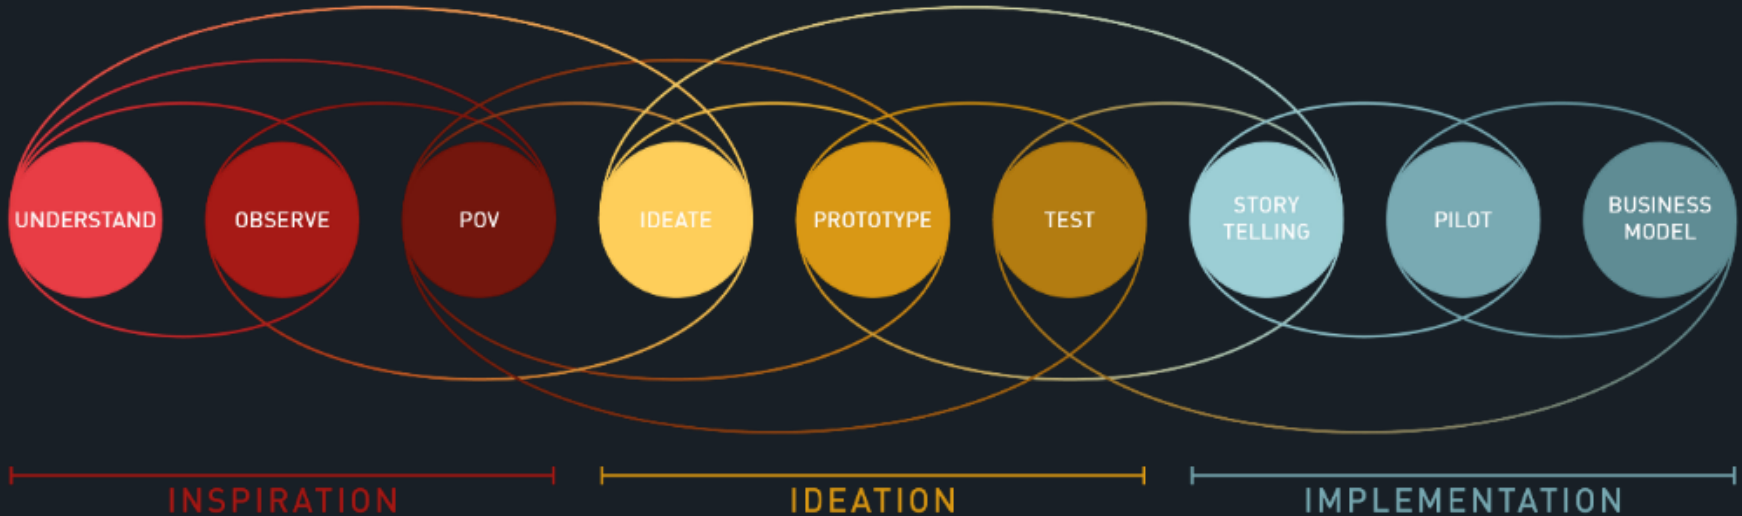 UNDERSTAND
OBSERVE
POV
IDEATE
PROTOTYPE
TEST
STORY
TELLING
PILOT
BUSINESS
MODEL
INSPIRATION
IDEATION
IMPLEMENTATION